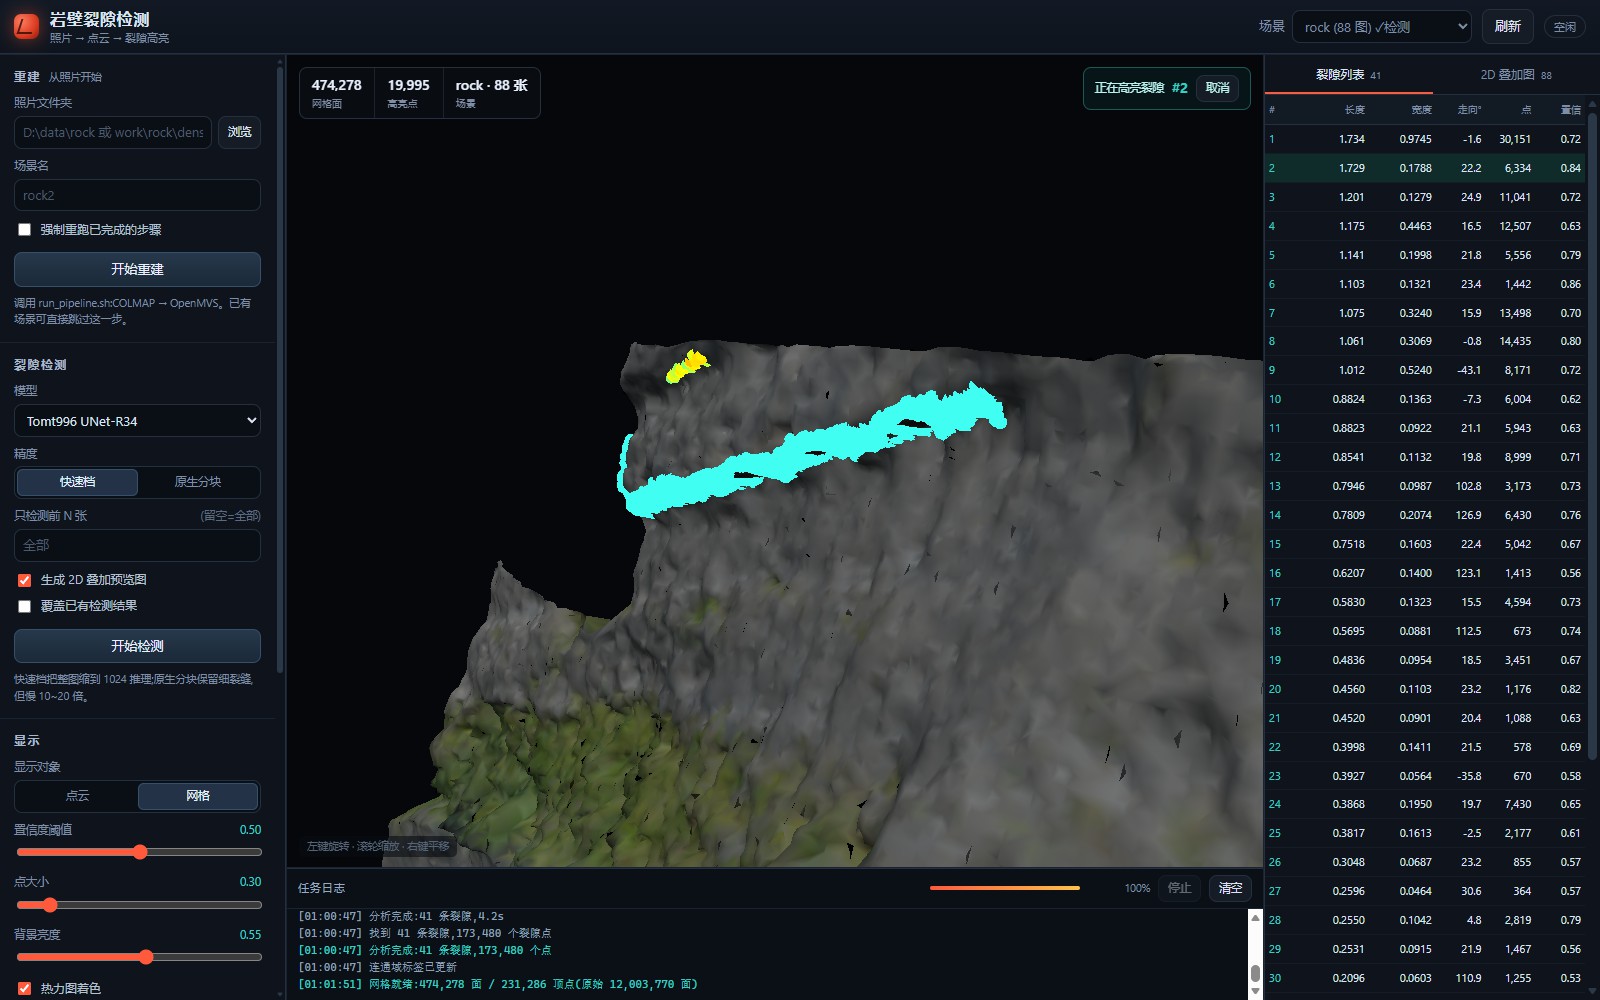 岩壁裂隙检测
照片 → 点云 → 裂隙高亮
场景
rock (88 图) ✓检测
刷新
空闲
重建 从照片开始
照片文件夹
D:\data\rock 或 work\rock\dens
浏览
场景名
rock2
强制重跑已完成的步骤
开始重建
调用 run_pipeline.sh:COLMAP → OpenMVS。已有
场景可直接跳过这一步。
裂隙检测
模型
Tomt996 UNet-R34
精度
快速档
原生分块
只检测前 N 张 (留空=全部)
全部
生成 2D 叠加预览图
覆盖已有检测结果
开始检测
快速档把整图缩到 1024 推理;原生分块保留细裂缝,
但慢 10~20 倍。
显示
显示对象
点云
网格
置信度阈值 0.50
点大小 0.30
背景亮度 0.55
热力图着色
474,278
网格面
19,995
高亮点
rock · 88 张
场景
正在高亮裂隙 #2 取消
左键旋转 · 滚轮缩放 · 右键平移
任务日志
100%
停止
清空
[01:00:47] 分析完成:41 条裂隙,4.2s
[01:00:47] 找到 41 条裂隙,173,480 个裂隙点
[01:00:47] 分析完成:41 条裂隙,173,480 个点
[01:00:47] 连通域标签已更新
[01:01:51] 网格就绪:474,278 面 / 231,286 顶点(原始 12,003,770 面)
裂隙列表 41
2D 叠加图 88
# 长度 宽度 走向° 点 置信
1 1.734 0.9745 -1.6 30,151 0.72
2 1.729 0.1788 22.2 6,334 0.84
3 1.201 0.1279 24.9 11,041 0.72
4 1.175 0.4463 16.5 12,507 0.63
5 1.141 0.1998 21.8 5,556 0.79
6 1.103 0.1321 23.4 1,442 0.86
7 1.075 0.3240 15.9 13,498 0.70
8 1.061 0.3069 -0.8 14,435 0.80
9 1.012 0.5240 -43.1 8,171 0.72
10 0.8824 0.1363 -7.3 6,004 0.62
11 0.8823 0.0922 21.1 5,943 0.63
12 0.8541 0.1132 19.8 8,999 0.71
13 0.7946 0.0987 102.8 3,173 0.73
14 0.7809 0.2074 126.9 6,430 0.76
15 0.7518 0.1603 22.4 5,042 0.67
16 0.6207 0.1400 123.1 1,413 0.56
17 0.5830 0.1323 15.5 4,594 0.73
18 0.5695 0.0881 112.5 673 0.74
19 0.4836 0.0954 18.5 3,451 0.67
20 0.4560 0.1103 23.2 1,176 0.82
21 0.4520 0.0901 20.4 1,088 0.63
22 0.3998 0.1411 21.5 578 0.69
23 0.3927 0.0564 -35.8 670 0.58
24 0.3868 0.1950 19.7 7,430 0.65
25 0.3817 0.1613 -2.5 2,177 0.61
26 0.3048 0.0687 23.2 855 0.57
27 0.2596 0.0464 30.6 364 0.57
28 0.2550 0.1042 4.8 2,819 0.79
29 0.2531 0.0915 21.9 1,467 0.56
30 0.2096 0.0603 110.9 1,255 0.53